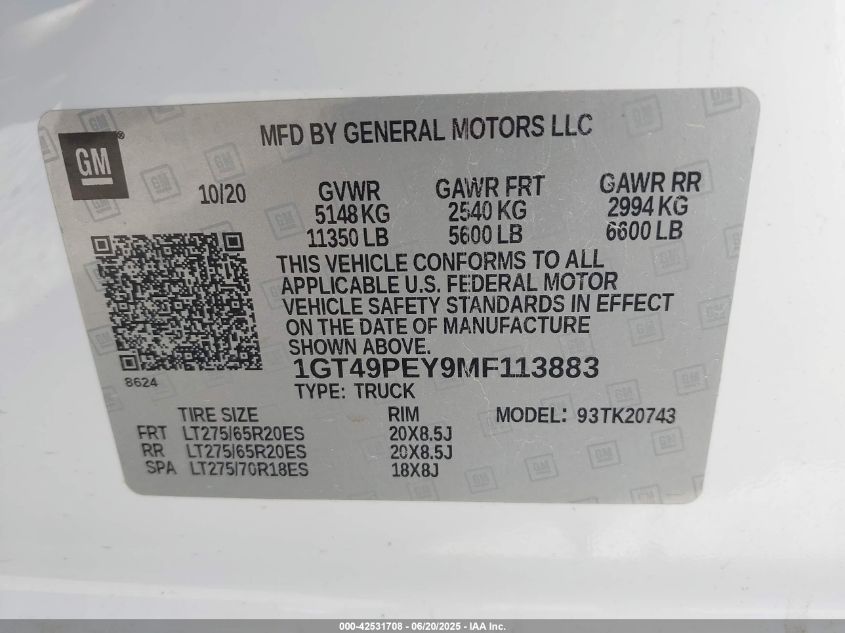 GM
MFD BY GENERAL MOTORS LLC
10/20
GVWR GAWR FRT GAWR RR
5148 KG 2540 KG 2994 KG
11350 LB 5600 LB 6600 LB
THIS VEHICLE CONFORMS TO ALL
APPLICABLE U.S. FEDERAL MOTOR
VEHICLE SAFETY STANDARDS IN EFFECT
ON THE DATE OF MANUFACTURE
SHOWN ABOVE.
1GT49PEY9MF113883
8624
TYPE: TRUCK
TIRE SIZE RIM MODEL: 93TK20743
FRT LT275/65R20ES 20X8.5J
RR LT275/65R20ES 20X8.5J
SPA LT275/70R18ES 18X8J
000-42531708 - 06/20/2025 - IAA Inc.